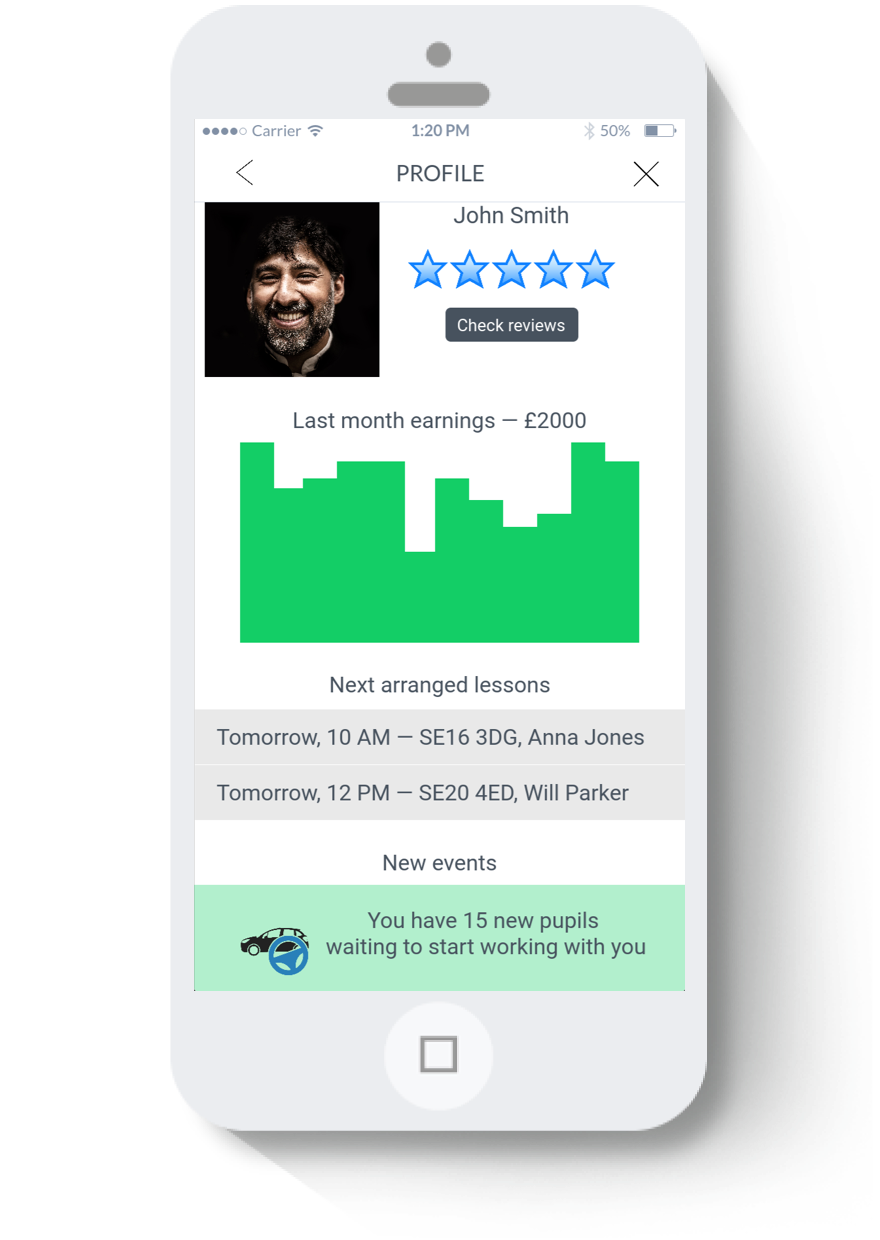 Carrier 1:20 PM 50%
PROFILE
John Smith
Check reviews
Last month earnings — £2000
Next arranged lessons
Tomorrow, 10 AM — SE16 3DG, Anna Jones
Tomorrow, 12 PM — SE20 4ED, Will Parker
New events
You have 15 new pupils
waiting to start working with you